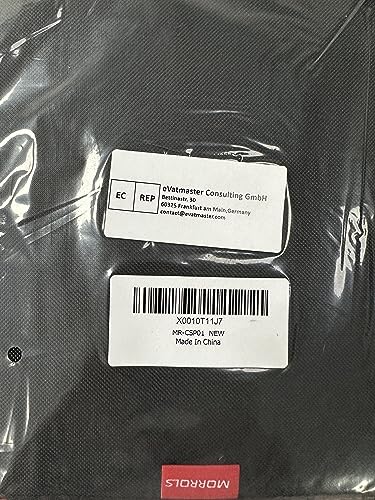 eVatmaster Consulting GmbH
EC REP
Bettinastr. 30
60325 Frankfurt am Main,Germany
contact@evatmaster.com
X0010T11J7
MR-CSP01 NEW
Made In China
MORROLS